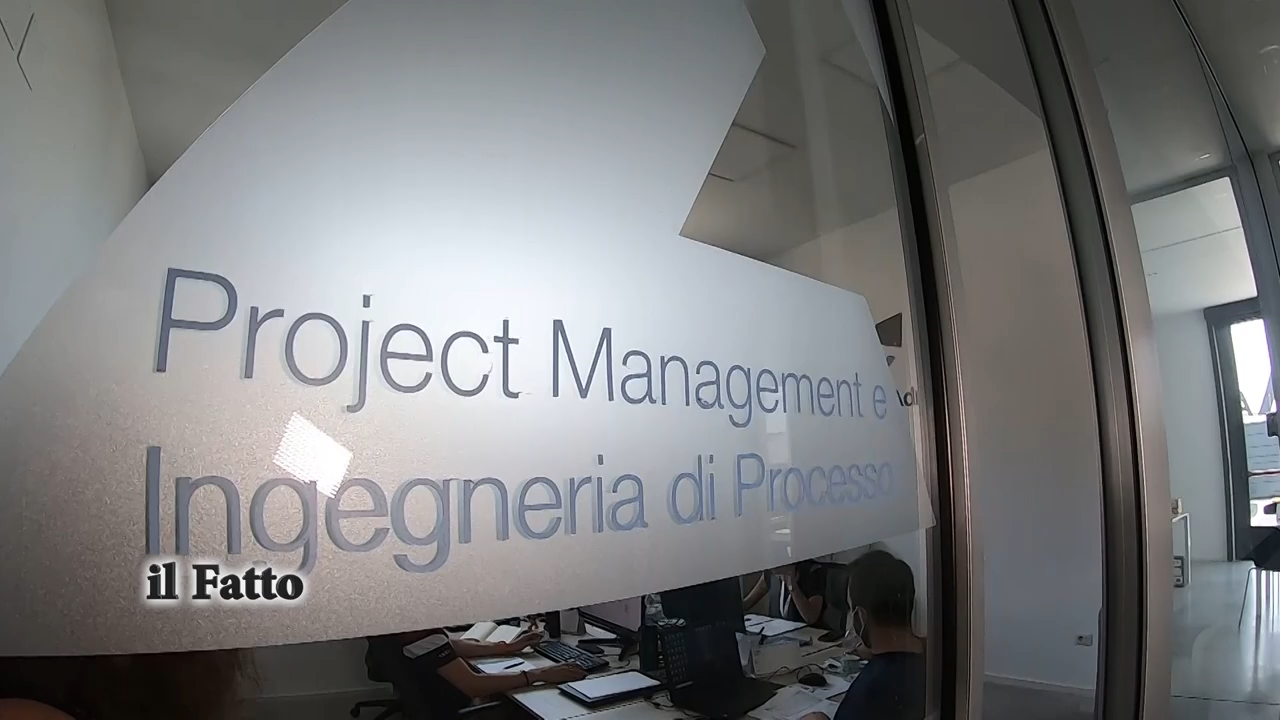 Project Management e
Ingegneria di Processo
il Fatto